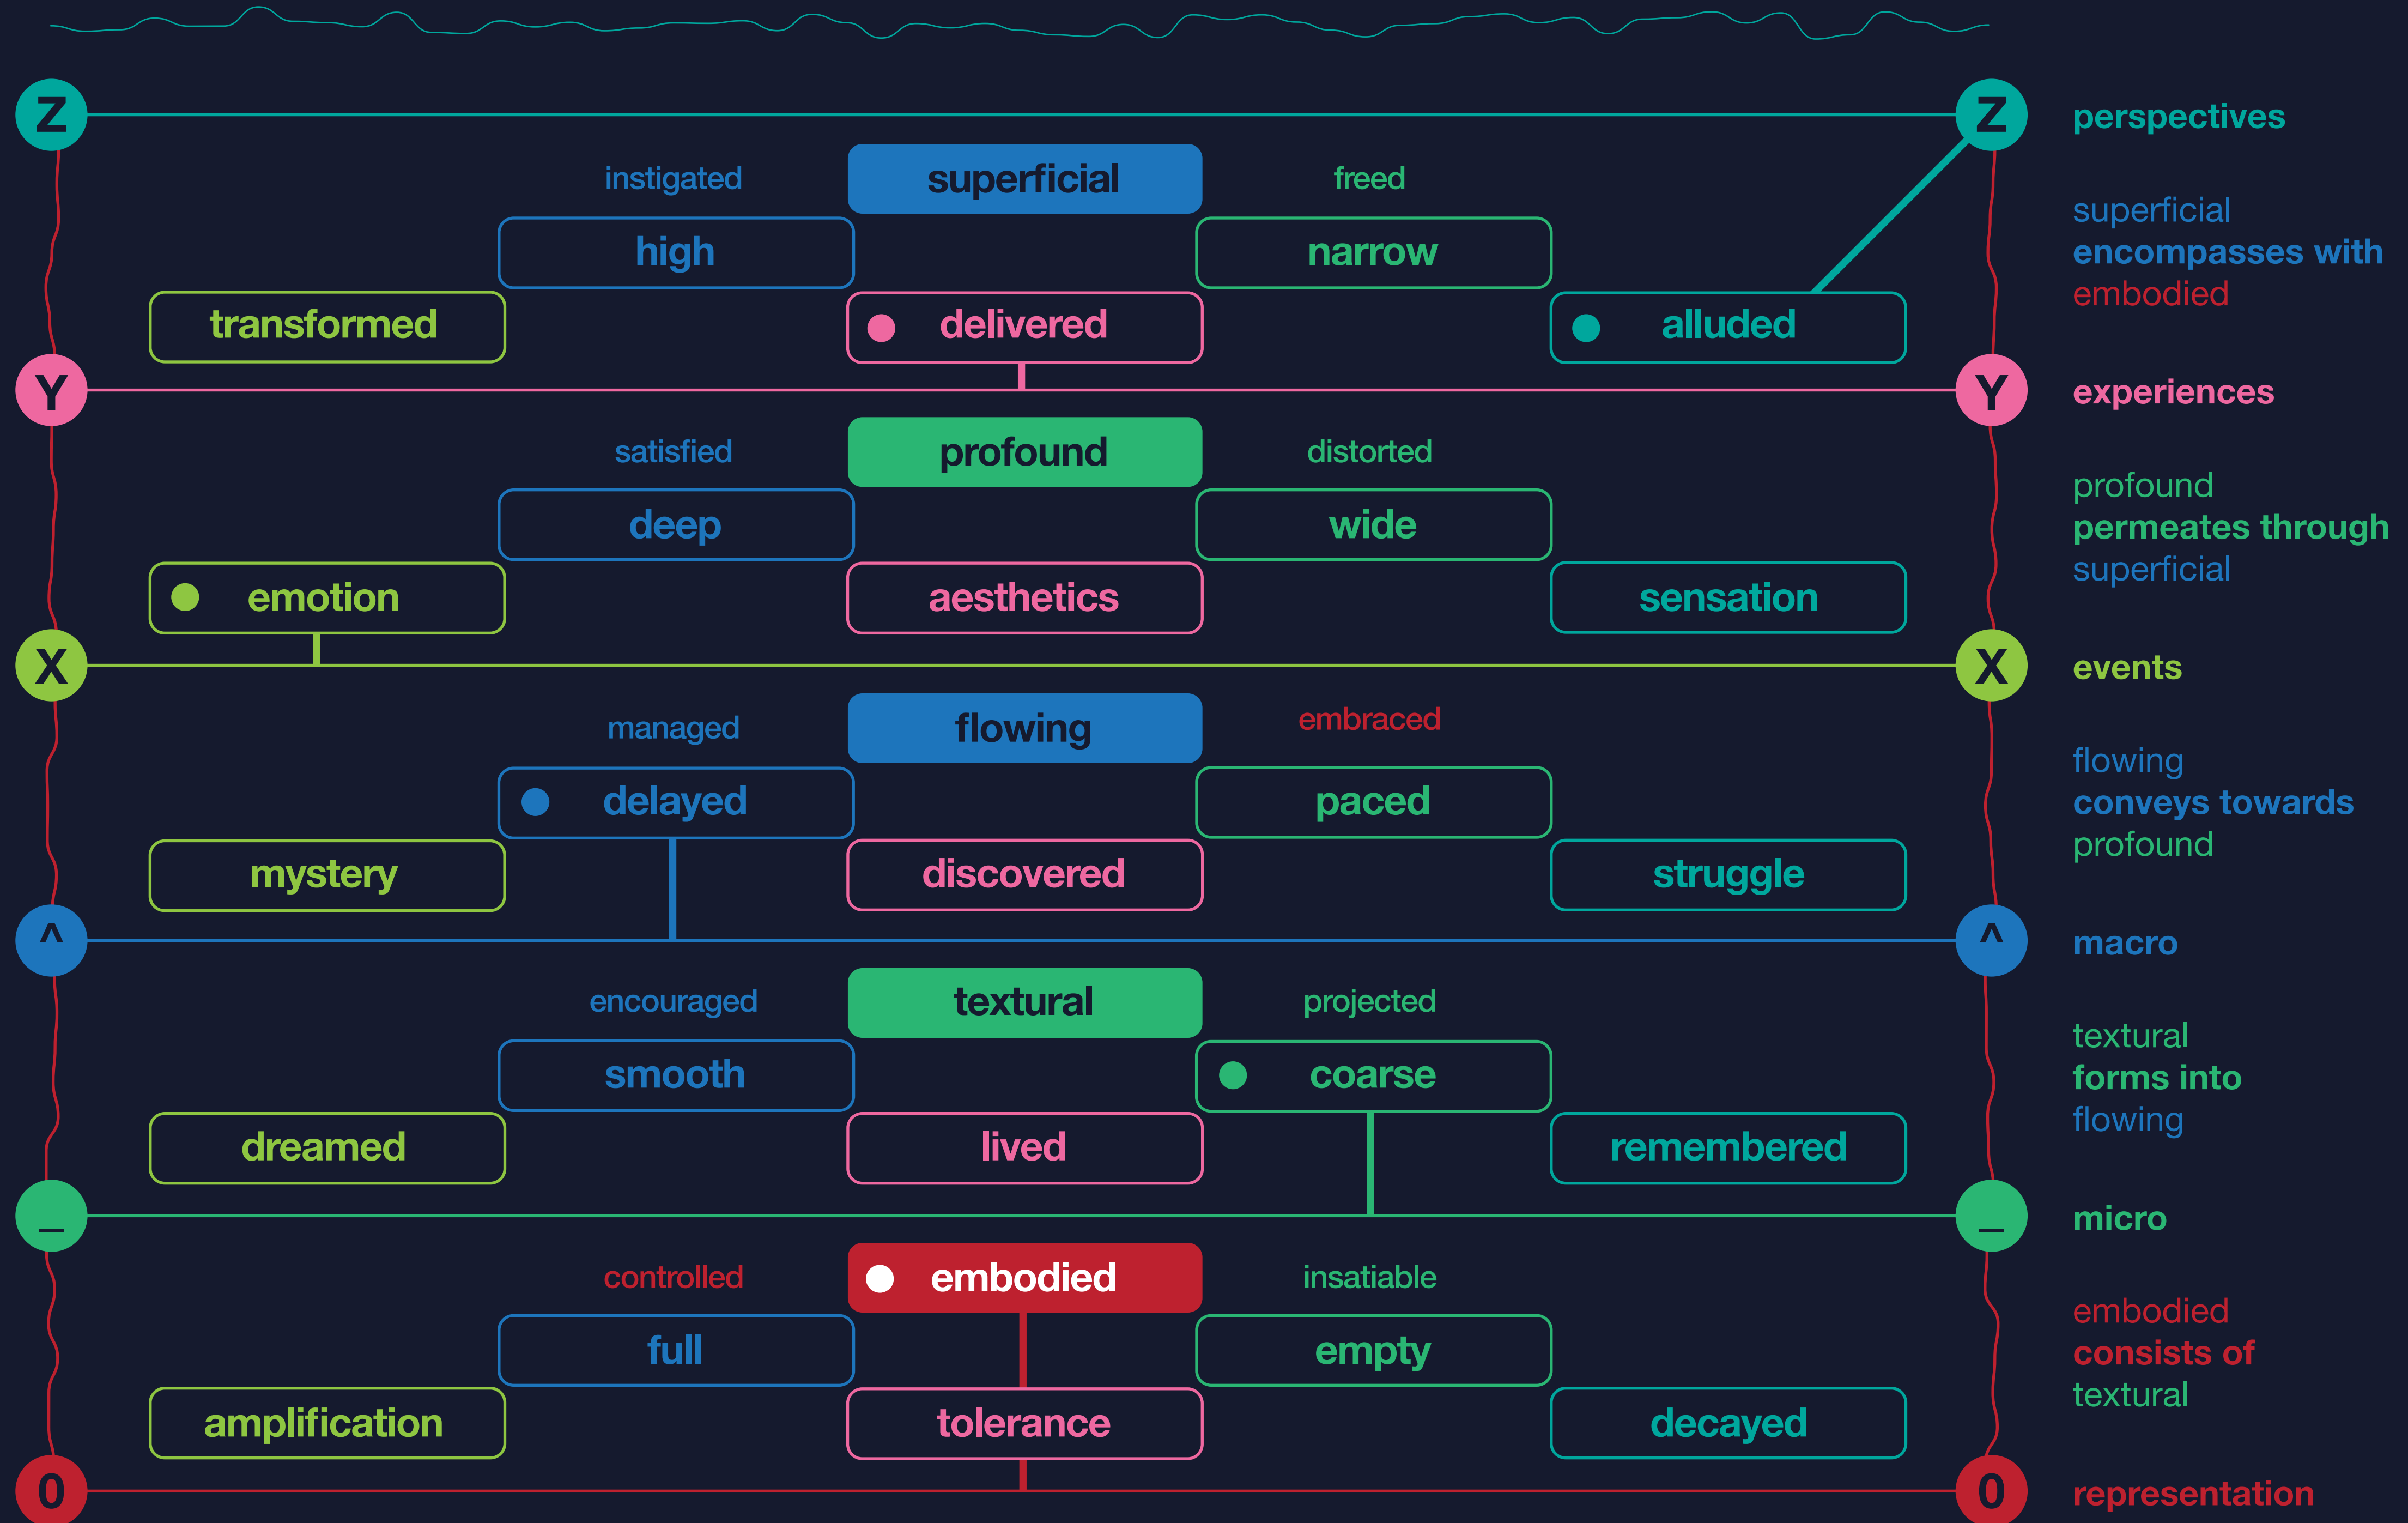 Z
Z
perspectives
instigated
superficial
freed
superficial
high
narrow
encompasses with
embodied
transformed
delivered
alluded
Y
Y
experiences
satisfied
profound
distorted
profound
deep
wide
permeates through
superficial
emotion
aesthetics
sensation
X
X
events
managed
flowing
embraced
flowing
delayed
paced
conveys towards
profound
mystery
discovered
struggle
^
^
macro
encouraged
textural
projected
textural
smooth
coarse
forms into
flowing
dreamed
lived
remembered
_
_
micro
controlled
embodied
insatiable
embodied
full
empty
consists of
textural
amplification
tolerance
decayed
0
0
representation